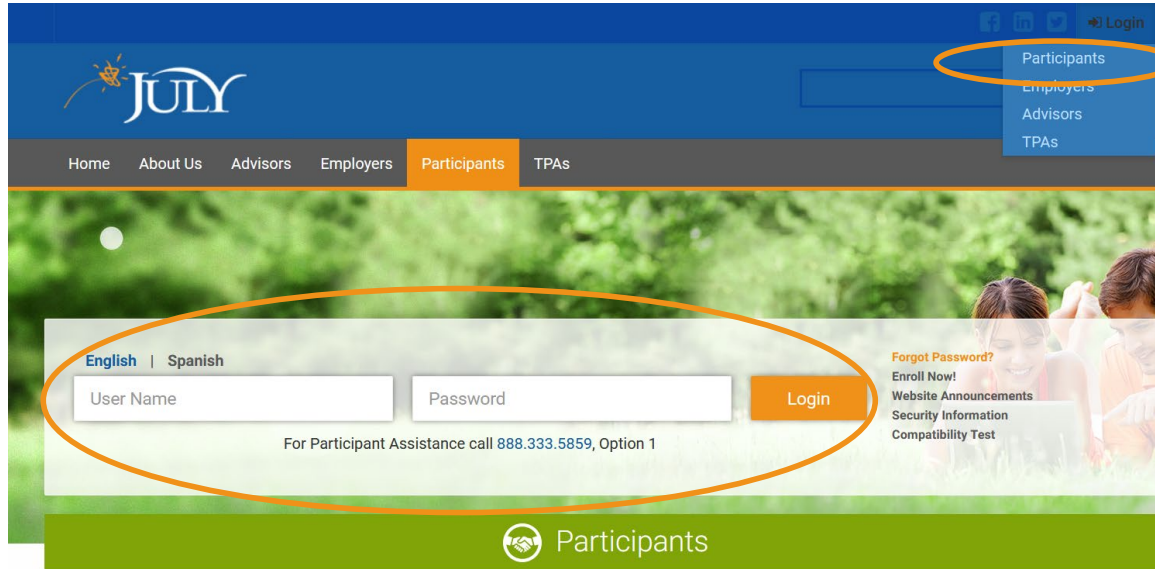 Login
Participants
Employers
Advisors
TPAs
JULY
Home About Us Advisors Employers Participants TPAs
English | Spanish
User Name Password Login
For Participant Assistance call 888.333.5859, Option 1
Forgot Password?
Enroll Now!
Website Announcements
Security Information
Compatibility Test
Participants